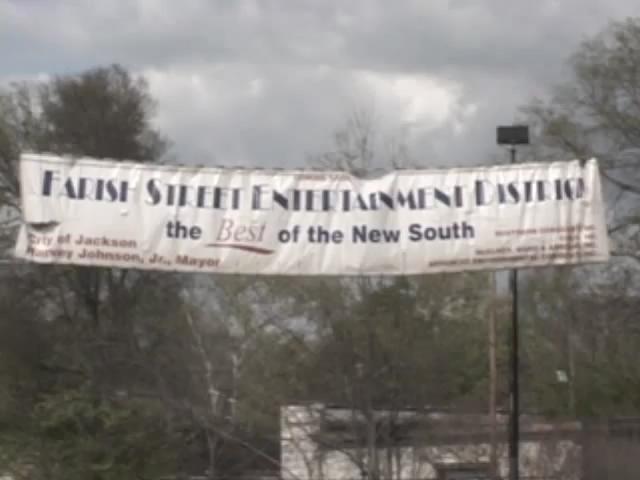 FARISH STREET ENTERTAINMENT DISTRICT
the Best of the New South
City of Jackson
Harvey Johnson, Jr., Mayor